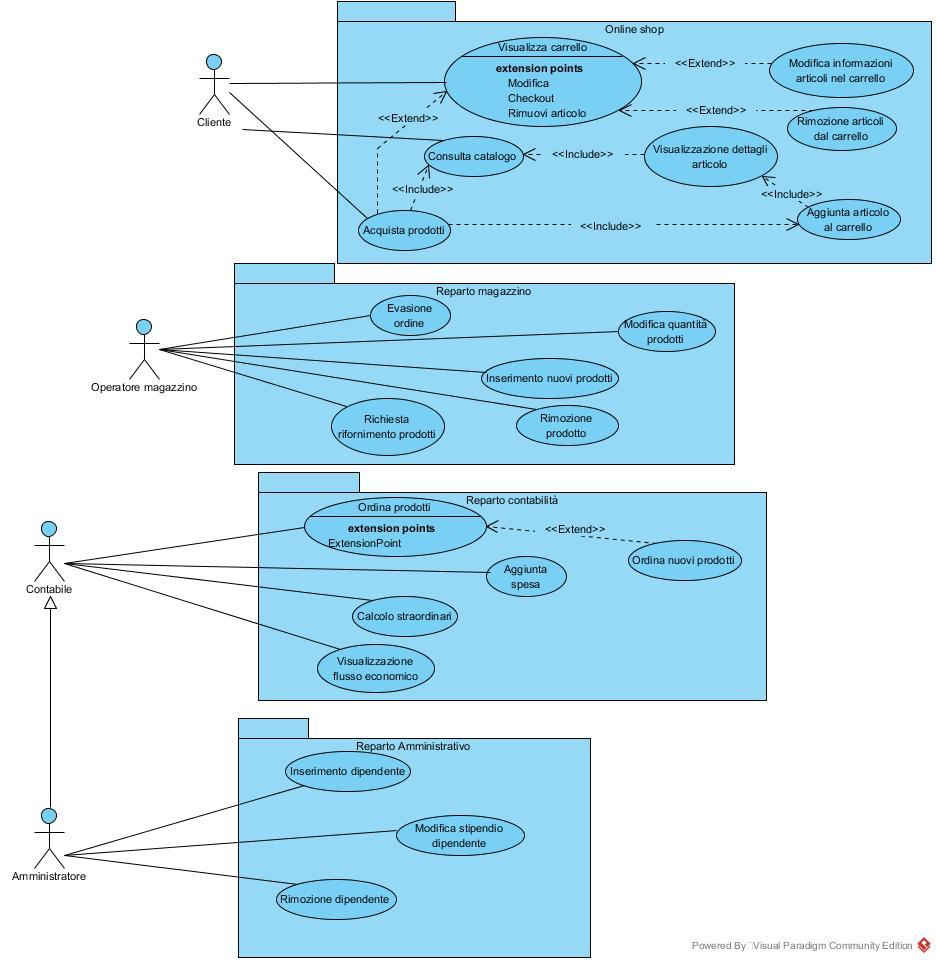 Online shop
Visualizza carrello
extension points
Modifica
Checkout
Rimuovi articolo
<<Extend>>
Modifica informazioni
articoli nel carrello
<<Extend>>
Rimozione articoli
dal carrello
<<Extend>>
Cliente
Consulta catalogo
<<Include>>
Visualizzazione dettagli
articolo
<<Include>>
<<Include>>
Acquista prodotti
<<Include>>
Aggiunta articolo
al carrello
Reparto magazzino
Evasione
ordine
Modifica quantità
prodotti
Operatore magazzino
Inserimento nuovi prodotti
Richiesta
rifornimento prodotti
Rimozione
prodotto
Reparto contabilità
Ordina prodotti
extension points
ExtensionPoint
<<Extend>>
Ordina nuovi prodotti
Contabile
Aggiunta
spesa
Calcolo straordinari
Visualizzazione
flusso economico
Reparto Amministrativo
Inserimento dipendente
Modifica stipendio
dipendente
Amministratore
Rimozione dipendente
Powered By Visual Paradigm Community Edition